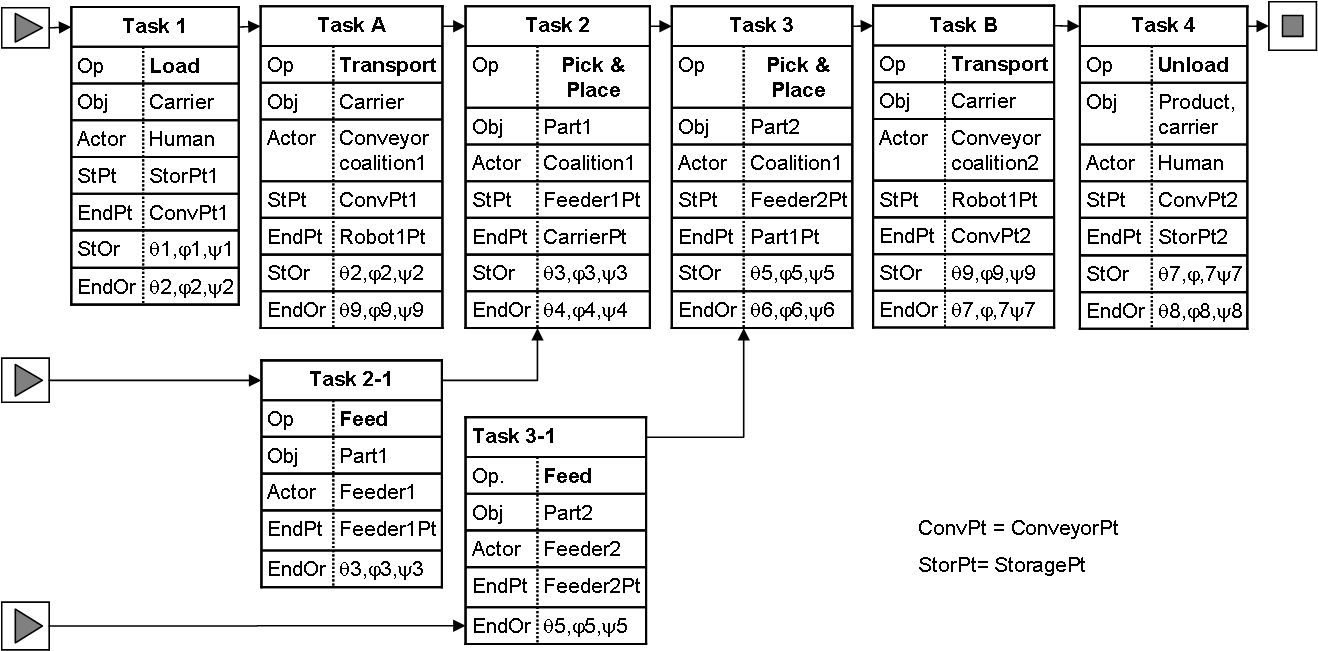 Task 1
Op Load
Obj Carrier
Actor Human
StPt StorPt1
EndPt ConvPt1
StOr θ1,φ1,ψ1
EndOr θ2,φ2,ψ2
Task A
Op Transport
Obj Carrier
Actor Conveyor
coalition1
StPt ConvPt1
EndPt Robot1Pt
StOr θ2,φ2,ψ2
EndOr θ9,φ9,ψ9
Task 2
Op Pick &
Place
Obj Part1
Actor Coalition1
StPt Feeder1Pt
EndPt CarrierPt
StOr θ3,φ3,ψ3
EndOr θ4,φ4,ψ4
Task 3
Op Pick &
Place
Obj Part2
Actor Coalition1
StPt Feeder2Pt
EndPt Part1Pt
StOr θ5,φ5,ψ5
EndOr θ6,φ6,ψ6
Task B
Op Transport
Obj Carrier
Actor Conveyor
coalition2
StPt Robot1Pt
EndPt ConvPt2
StOr θ9,φ9,ψ9
EndOr θ7,φ,7ψ7
Task 4
Op Unload
Obj Product,
carrier
Actor Human
StPt ConvPt2
EndPt StorPt2
StOr θ7,φ,7ψ7
EndOr θ8,φ8,ψ8
Task 2-1
Op Feed
Obj Part1
Actor Feeder1
EndPt Feeder1Pt
EndOr θ3,φ3,ψ3
Task 3-1
Op. Feed
Obj Part2
Actor Feeder2
EndPt Feeder2Pt
EndOr θ5,φ5,ψ5
ConvPt = ConveyorPt
StorPt= StoragePt